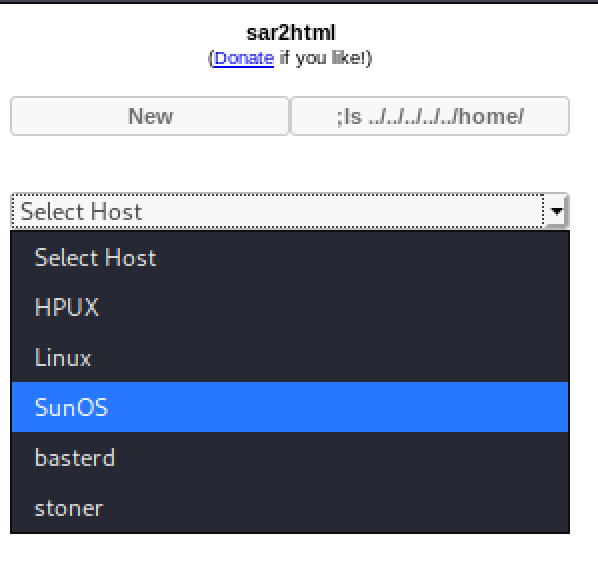 sar2html
(Donate if you like!)
New ;ls ../../../../../home/
Select Host
Select Host
HPUX
Linux
SunOS
basterd
stoner